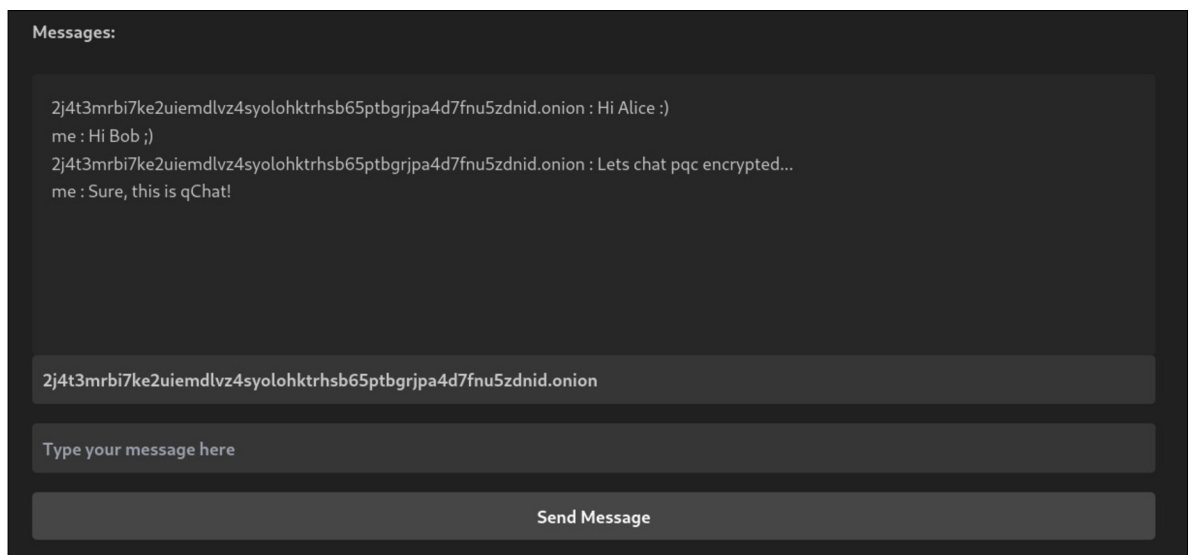 Messages:
2j4t3mrbi7ke2uiemdlvz4syolohktrhsb65ptbgrjpa4d7fnu5zdnid.onion : Hi Alice :)
me : Hi Bob ;)
2j4t3mrbi7ke2uiemdlvz4syolohktrhsb65ptbgrjpa4d7fnu5zdnid.onion : Lets chat pqc encrypted...
me : Sure, this is qChat!
2j4t3mrbi7ke2uiemdlvz4syolohktrhsb65ptbgrjpa4d7fnu5zdnid.onion
Type your message here
Send Message